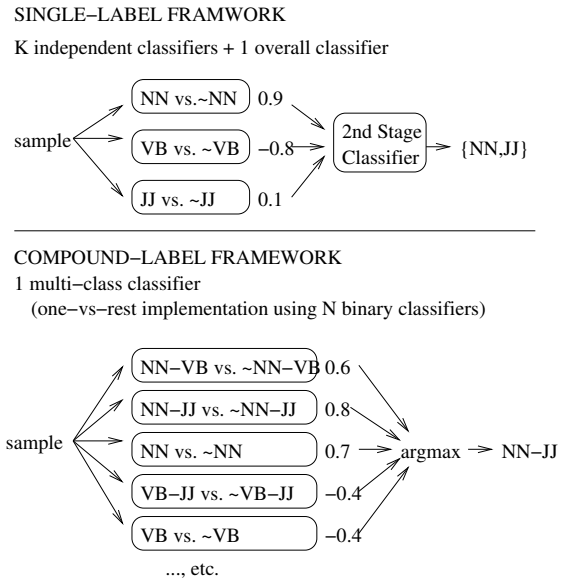 SINGLE−LABEL FRAMWORK
K independent classifiers + 1 overall classifier
NN vs.~NN 0.9
sample VB vs. ~VB −0.8 2nd Stage Classifier {NN,JJ}
JJ vs. ~JJ 0.1
COMPOUND−LABEL FRAMEWORK
1 multi−class classifier
(one−vs−rest implementation using N binary classifiers)
NN−VB vs. ~NN−VB 0.6
NN−JJ vs. ~NN−JJ 0.8
sample NN vs. ~NN 0.7 argmax NN−JJ
VB−JJ vs. ~VB−JJ −0.4
VB vs. ~VB −0.4
..., etc.